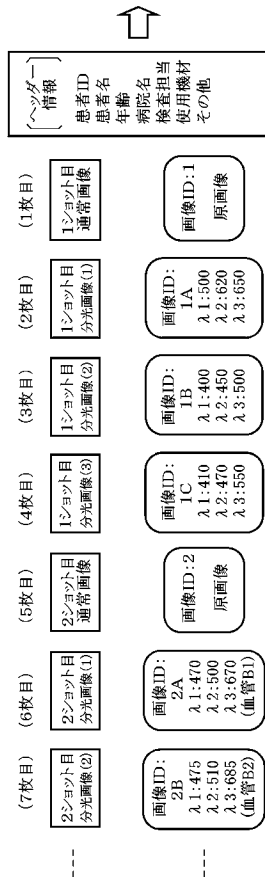 ヘッダー
情報
患者ID
患者名
年齢
病院名
検査担当
使用機材
その他
(1枚目)
1ショット目
通常画像
画像ID:1
原画像
(2枚目)
1ショット目
分光画像(1)
画像ID:
1A
λ1:500
λ2:620
λ3:650
(3枚目)
1ショット目
分光画像(2)
画像ID:
1B
λ1:400
λ2:450
λ3:500
(4枚目)
1ショット目
分光画像(3)
画像ID:
1C
λ1:410
λ2:470
λ3:550
(5枚目)
2ショット目
通常画像
画像ID:2
原画像
(6枚目)
2ショット目
分光画像(1)
画像ID:
2A
λ1:470
λ2:500
λ3:670
(血管B1)
(7枚目)
2ショット目
分光画像(2)
画像ID:
2B
λ1:475
λ2:510
λ3:685
(血管B2)